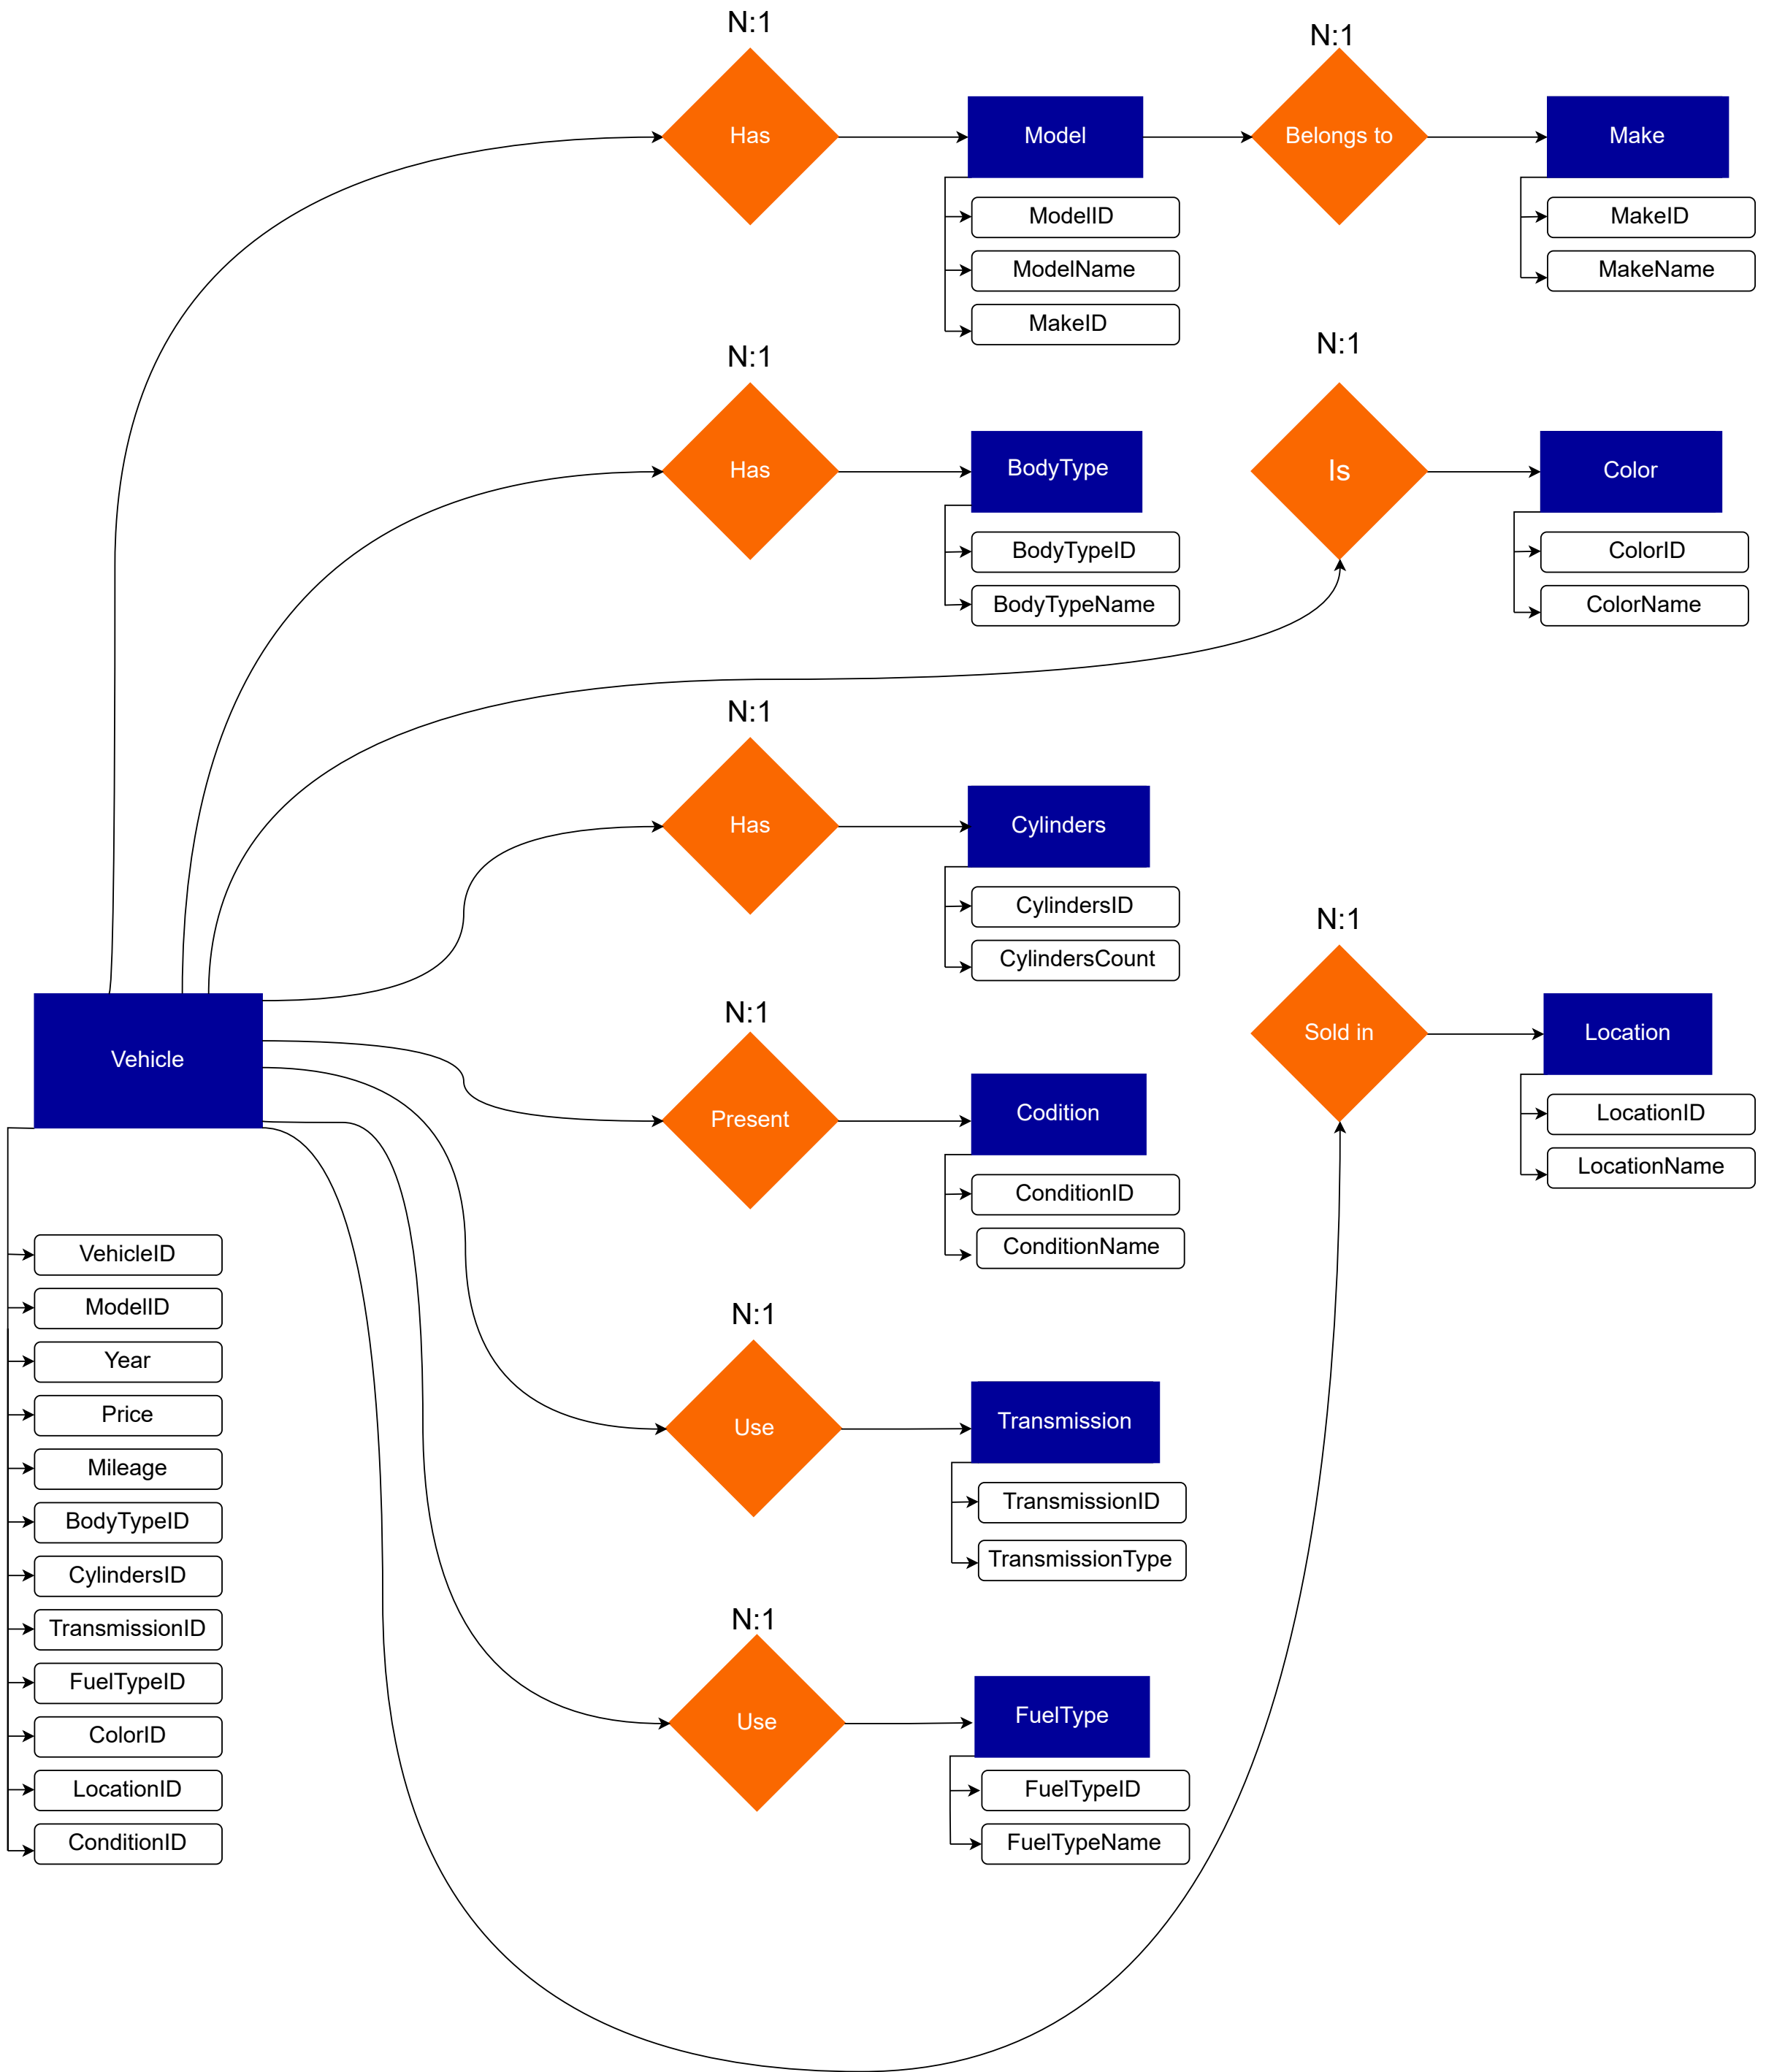 N:1
N:1
Has
Model
Belongs to
Make
ModelID
MakeID
ModelName
MakeName
MakeID
N:1
N:1
Has
BodyType
Is
Color
BodyTypeID
ColorID
BodyTypeName
ColorName
N:1
Has
Cylinders
CylindersID
N:1
CylindersCount
N:1
Sold in
Location
Vehicle
Present
Codition
LocationID
LocationName
ConditionID
ConditionName
VehicleID
ModelID
Year
Price
Mileage
BodyTypeID
CylindersID
TransmissionID
FuelTypeID
ColorID
LocationID
ConditionID
N:1
Use
Transmission
TransmissionID
TransmissionType
N:1
Use
FuelType
FuelTypeID
FuelTypeName